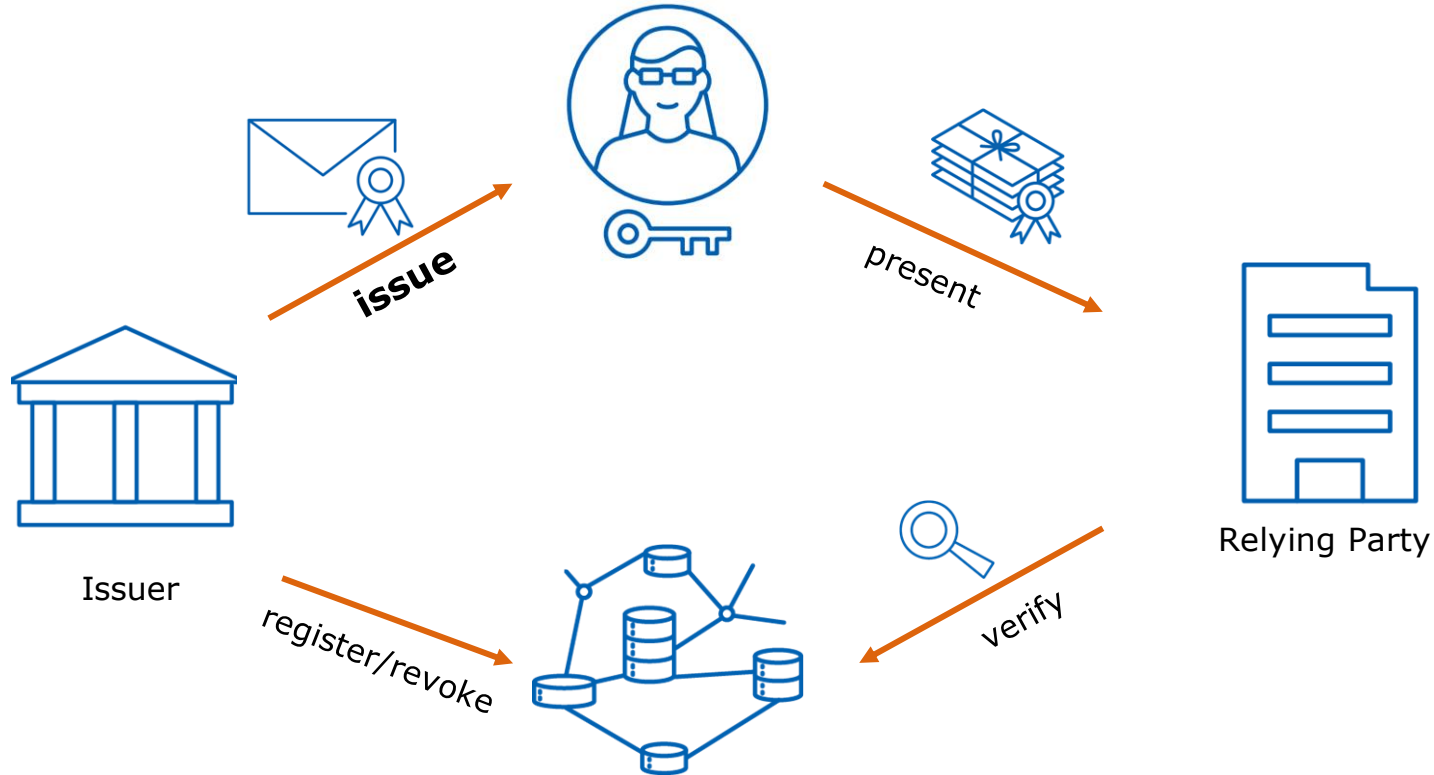 issue
present
Relying Party
Issuer
register/revoke
verify